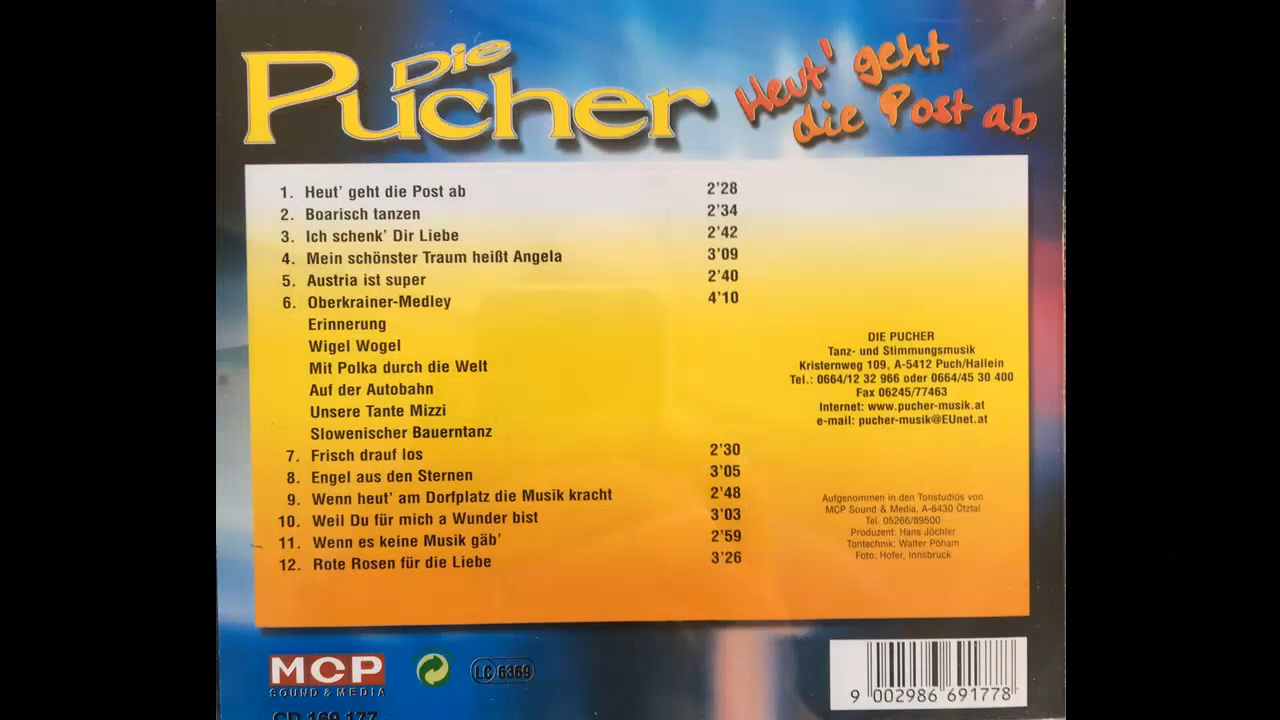 Die
Pucher
Heut' geht
die Post ab
1. Heut' geht die Post ab 2'28
2. Boarisch tanzen 2'34
3. Ich schenk' Dir Liebe 2'42
4. Mein schönster Traum heißt Angela 3'09
5. Austria ist super 2'40
6. Oberkrainer-Medley 4'10
Erinnerung
Wigel Wogel
Mit Polka durch die Welt
Auf der Autobahn
Unsere Tante Mizzi
Slowenischer Bauerntanz
7. Frisch drauf los 2'30
8. Engel aus den Sternen 3'05
9. Wenn heut' am Dorfplatz die Musik kracht 2'48
10. Weil Du für mich a Wunder bist 3'03
11. Wenn es keine Musik gäb' 2'59
12. Rote Rosen für die Liebe 3'26
DIE PUCHER
Tanz- und Stimmungsmusik
Kristernweg 109, A-5412 Puch/Hallein
Tel.: 0664/12 32 966 oder 0664/45 30 400
Fax 06245/77463
Internet: www.pucher-musik.at
e-mail: pucher-musik@EUnet.at
Aufgenommen in den Tonstudios von
MCP Sound & Media, A-6430 Ötztal
Tel. 05266/89500
Produzent: Hans Jöchler
Tontechnik: Walter Pöham
Foto: Hofer, Innsbruck
MCP
SOUND & MEDIA
LC 6369
9 002986 691778
CD 169.177